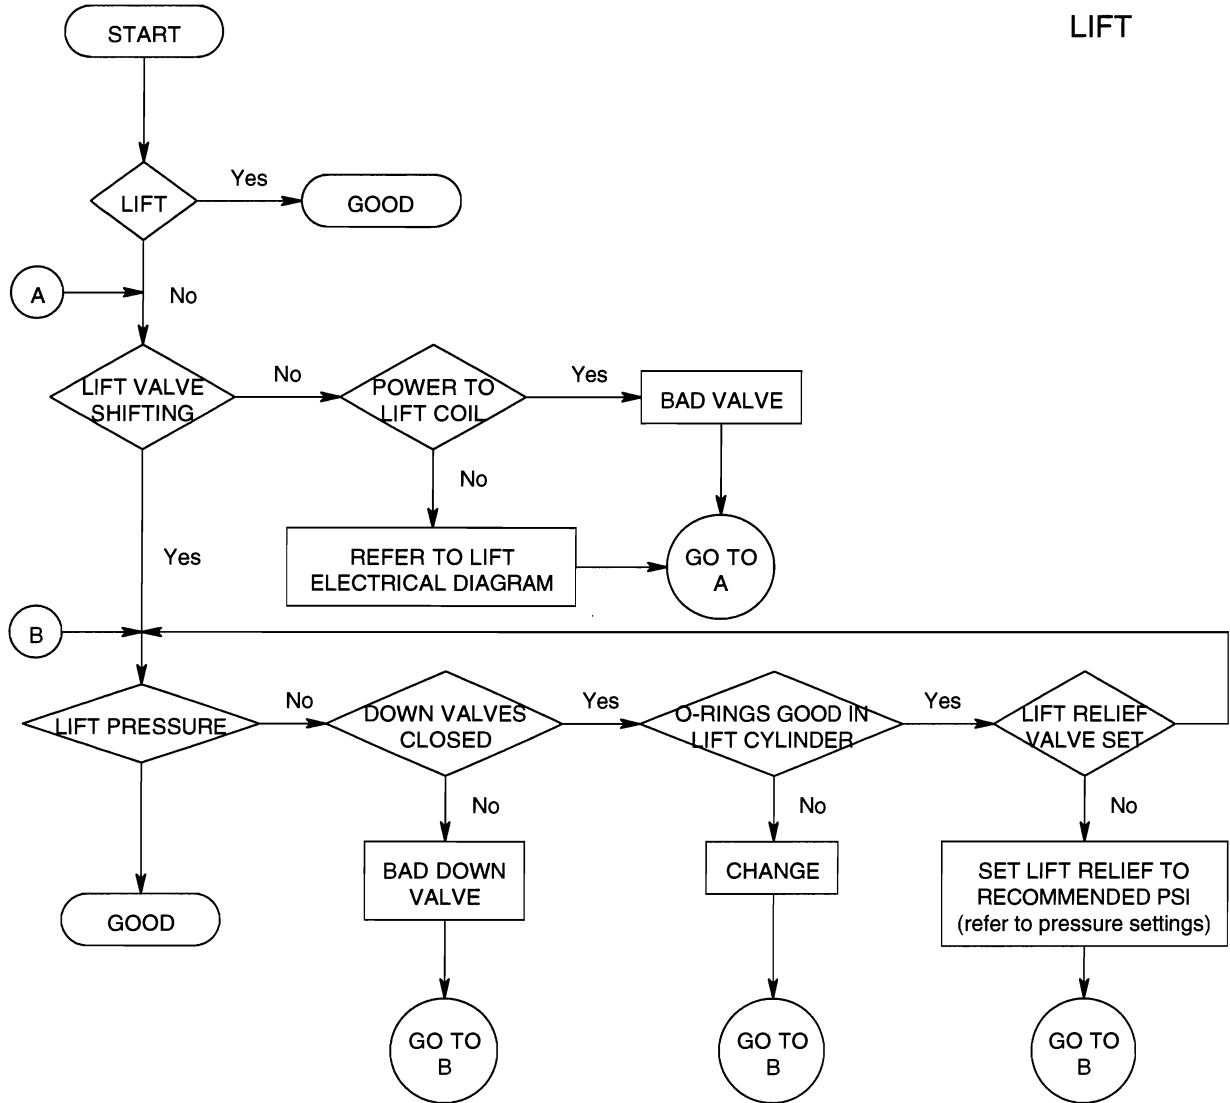 LIFT
START
LIFT
Yes
GOOD
A
No
LIFT VALVE
SHIFTING
No
POWER TO
LIFT COIL
Yes
BAD VALVE
No
Yes
REFER TO LIFT
ELECTRICAL DIAGRAM
GO TO
A
B
LIFT PRESSURE
No
DOWN VALVES
CLOSED
Yes
O-RINGS GOOD IN
LIFT CYLINDER
Yes
LIFT RELIEF
VALVE SET
No
No
No
BAD DOWN
VALVE
CHANGE
SET LIFT RELIEF TO
RECOMMENDED PSI
(refer to pressure settings)
GOOD
GO TO
B
GO TO
B
GO TO
B